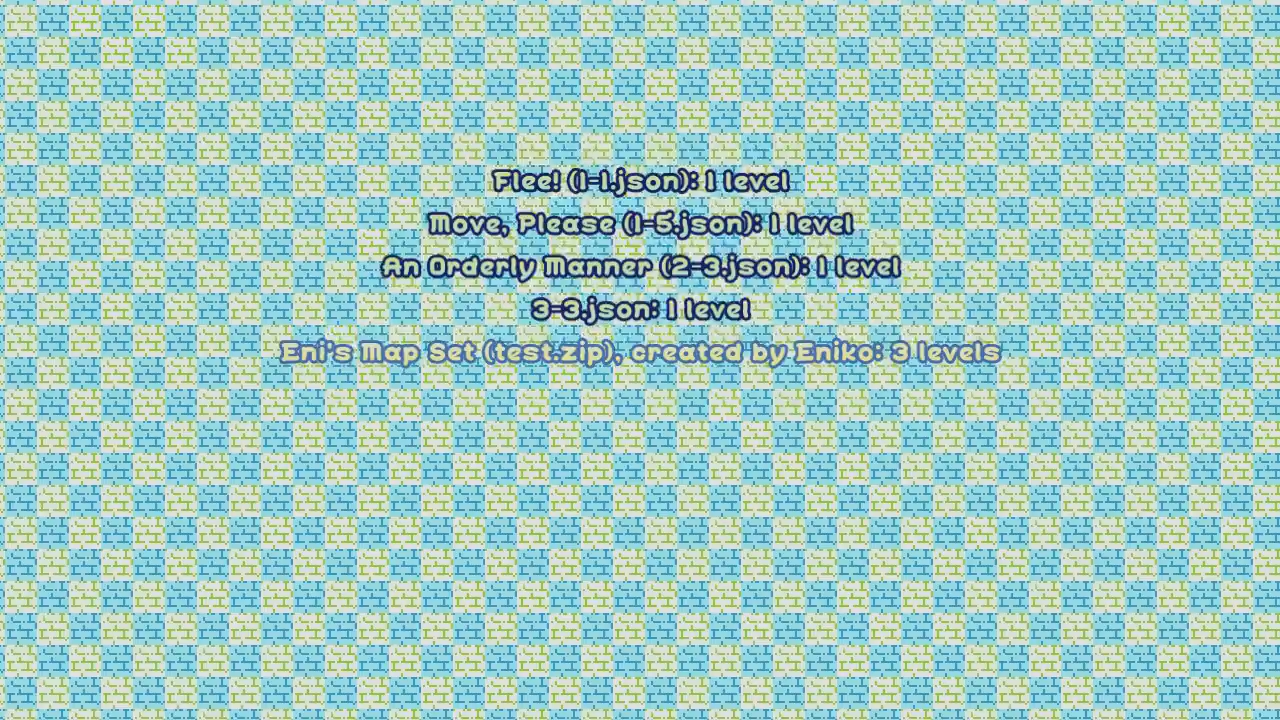 Flee! (1-1.json): 1 level
Move, Please (1-5.json): 1 level
An Orderly Manner (2-3.json): 1 level
3-3.json: 1 level
Eni's Map Set (test.zip), created by Eniko: 3 levels